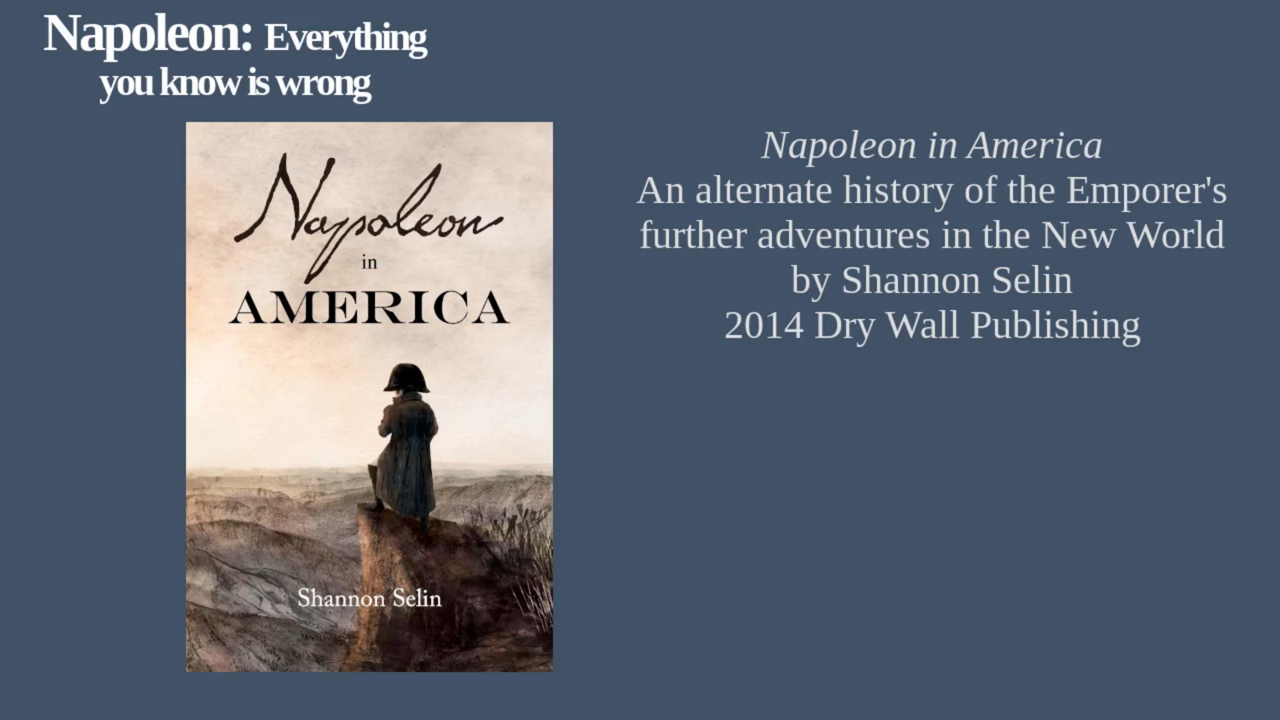 Napoleon: Everything
you know is wrong
Napoleon
in
AMERICA
Shannon Selin
Napoleon in America
An alternate history of the Emporer's
further adventures in the New World
by Shannon Selin
2014 Dry Wall Publishing